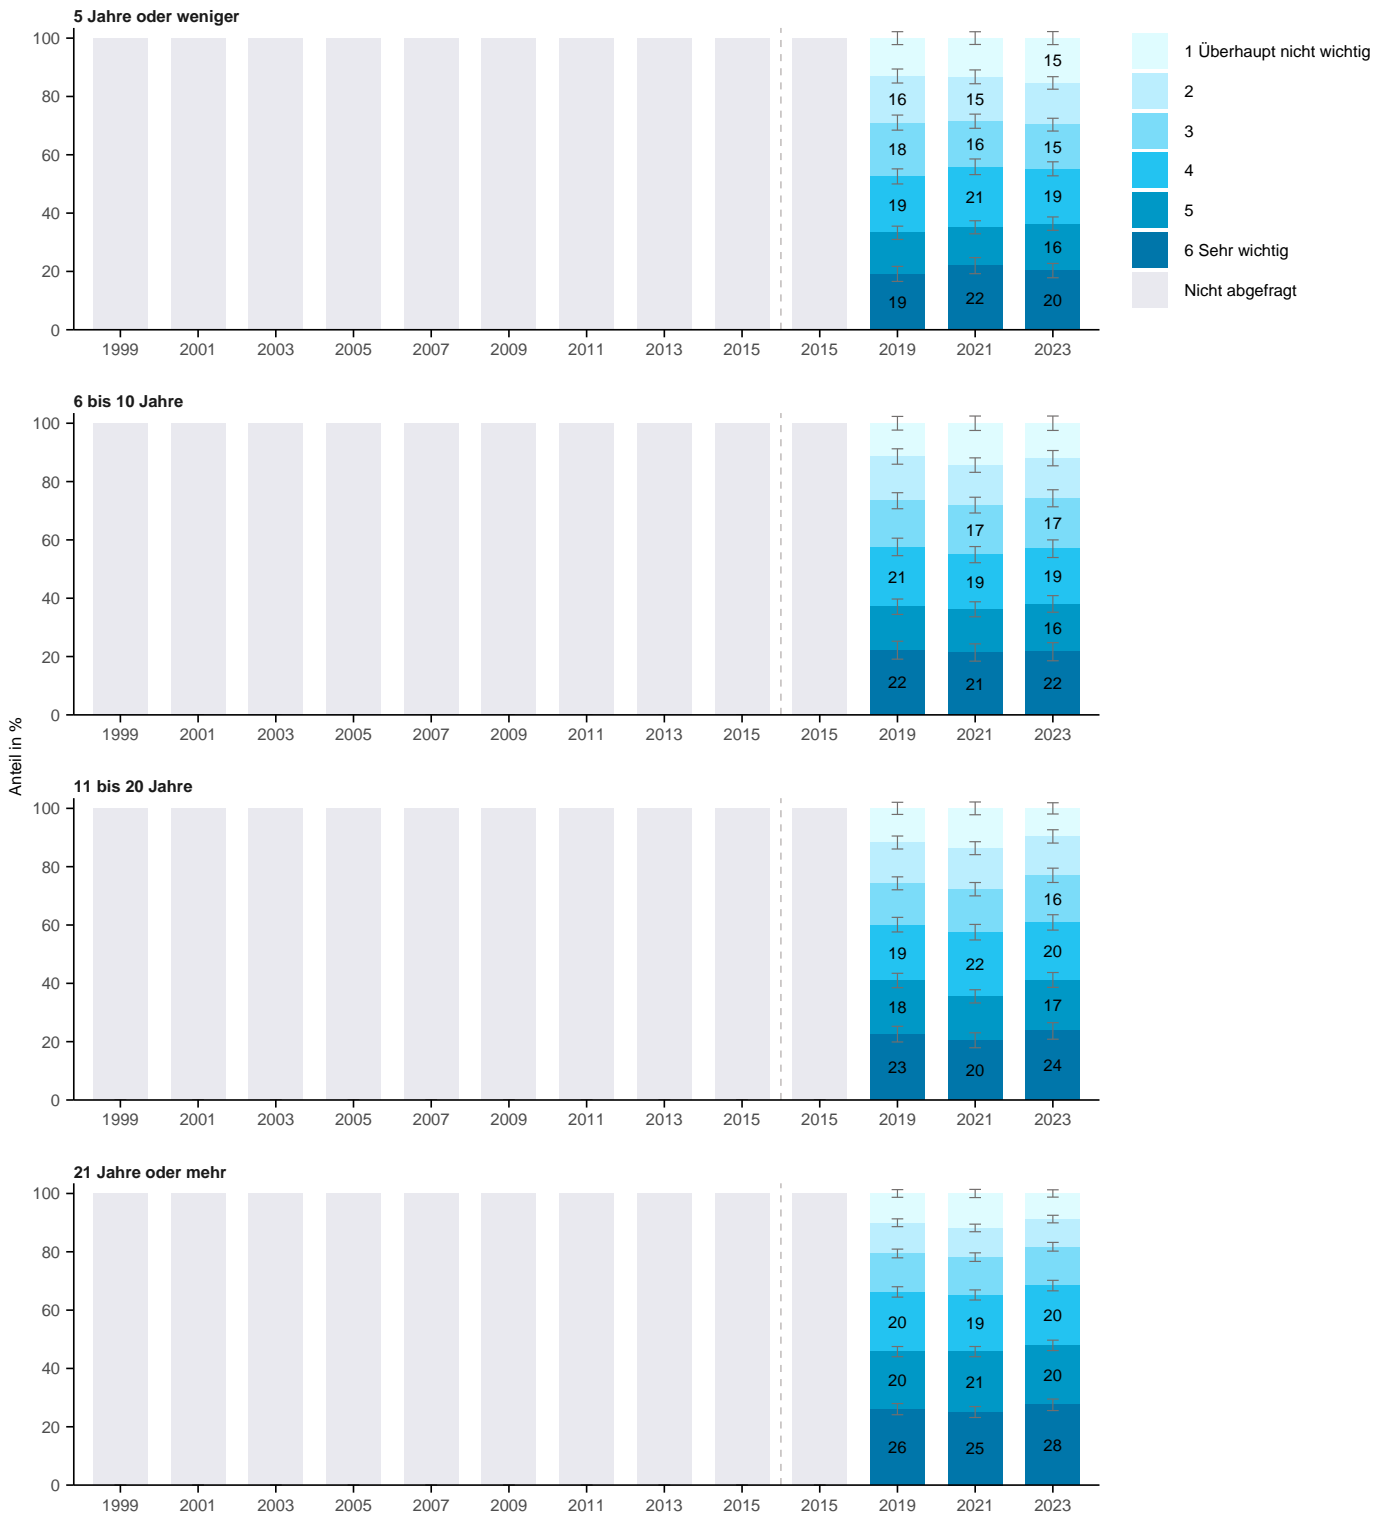 5 Jahre oder weniger
100
80
60
40
20
0
15
16 15
18 16 15
19 21 19
16
19 22 20
1999 2001 2003 2005 2007 2009 2011 2013 2015 2015 2019 2021 2023
1 Überhaupt nicht wichtig
2
3
4
5
6 Sehr wichtig
Nicht abgefragt
Anteil in %
6 bis 10 Jahre
100
80
60
40
20
0
17 17
21 19 19
16
22 21 22
1999 2001 2003 2005 2007 2009 2011 2013 2015 2015 2019 2021 2023
11 bis 20 Jahre
100
80
60
40
20
0
16
19 22 20
18 17
23 20 24
1999 2001 2003 2005 2007 2009 2011 2013 2015 2015 2019 2021 2023
21 Jahre oder mehr
100
80
60
40
20
0
20 19 20
20 21 20
26 25 28
1999 2001 2003 2005 2007 2009 2011 2013 2015 2015 2019 2021 2023